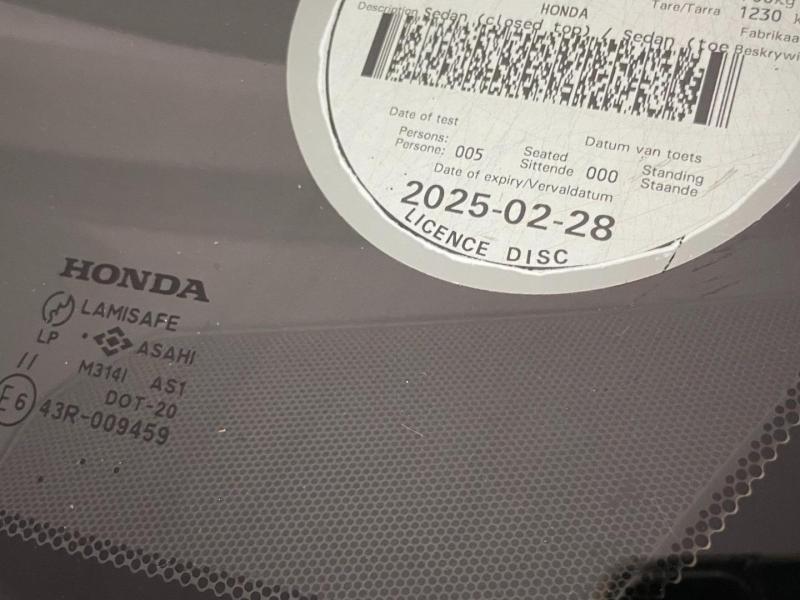 HONDA
Tare/Tarra 1230
Description Sedan (closed top) / Sedan (toe
Fabrikaa
Beskrywi
Date of test
Datum van toets
Persons:
Persone: 005
Seated
Sittende 000
Standing
Staande
Date of expiry/Vervaldatum
2025-02-28
LICENCE DISC
HONDA
LAMISAFE
LP ASAHI
M314I AS1
DOT-20
E6 43R-009459